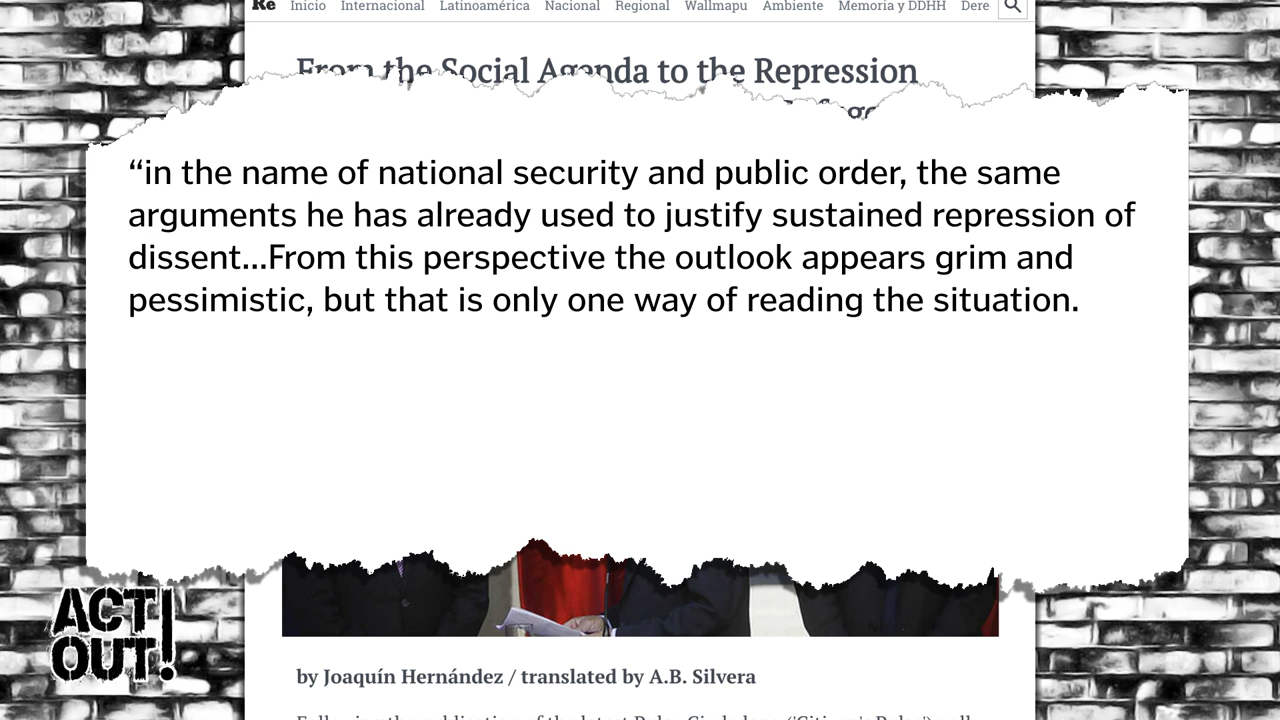 Re Inicio Internacional Latinoamérica Nacional Regional Wallmapu Ambiente Memoria y DDHH Dere
From the Social Agenda to the Repression
“in the name of national security and public order, the same
arguments he has already used to justify sustained repression of
dissent...From this perspective the outlook appears grim and
pessimistic, but that is only one way of reading the situation.
ACT
OUT!
by Joaquín Hernández / translated by A.B. Silvera